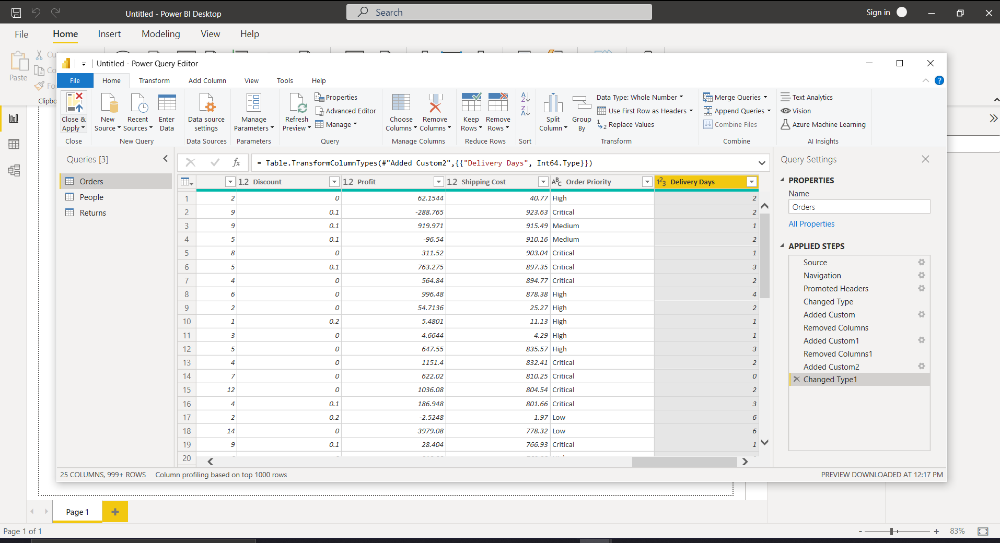 Untitled - Power BI Desktop
Search
Sign in
File Home Insert Modeling View Help
Paste
Clipbo
Untitled - Power Query Editor
File Home Transform Add Column View Tools Help
Close & Apply
New Source
Recent Sources
Enter Data
Data source settings
Manage Parameters
Refresh Preview
Properties
Advanced Editor
Manage
Choose Columns
Remove Columns
Keep Rows
Remove Rows
Split Column
Group By
Data Type: Whole Number
Use First Row as Headers
Replace Values
Merge Queries
Append Queries
Combine Files
Text Analytics
Vision
Azure Machine Learning
Close New Query Data Sources Parameters Query Manage Columns Reduce Rows Sort Transform Combine AI Insights
Queries [3]
Orders
People
Returns
fx
= Table.TransformColumnTypes(#"Added Custom2",{{"Delivery Days", Int64.Type}})
1.2 Discount 1.2 Profit 1.2 Shipping Cost ABC Order Priority 123 Delivery Days
1 2 0 62.1544 40.77 High 2
2 9 0.1 -288.765 923.63 Critical 2
3 9 0.1 919.971 915.49 Medium 1
4 5 0.1 -96.54 910.16 Medium 2
5 8 0 311.52 903.04 Critical 1
6 5 0.1 763.275 897.35 Critical 3
7 4 0 564.84 894.77 Critical 2
8 6 0 996.48 878.38 High 4
9 2 0 54.7136 25.27 High 2
10 1 0.2 5.4801 11.13 High 1
11 3 0 4.6644 4.29 High 1
12 5 0 647.55 835.57 High 3
13 4 0 1151.4 832.41 Critical 2
14 7 0 622.02 810.25 Critical 0
15 12 0 1036.08 804.54 Critical 2
16 4 0.1 186.948 801.66 Critical 3
17 2 0.2 -2.5248 1.97 Low 6
18 14 0 3979.08 778.32 Low 6
19 9 0.1 28.404 766.93 Critical 1
20
Query Settings
PROPERTIES
Name
Orders
All Properties
APPLIED STEPS
Source
Navigation
Promoted Headers
Changed Type
Added Custom
Removed Columns
Added Custom1
Removed Columns1
Added Custom2
Changed Type1
25 COLUMNS, 999+ ROWS Column profiling based on top 1000 rows
PREVIEW DOWNLOADED AT 12:17 PM
Page 1
Page 1 of 1
83%